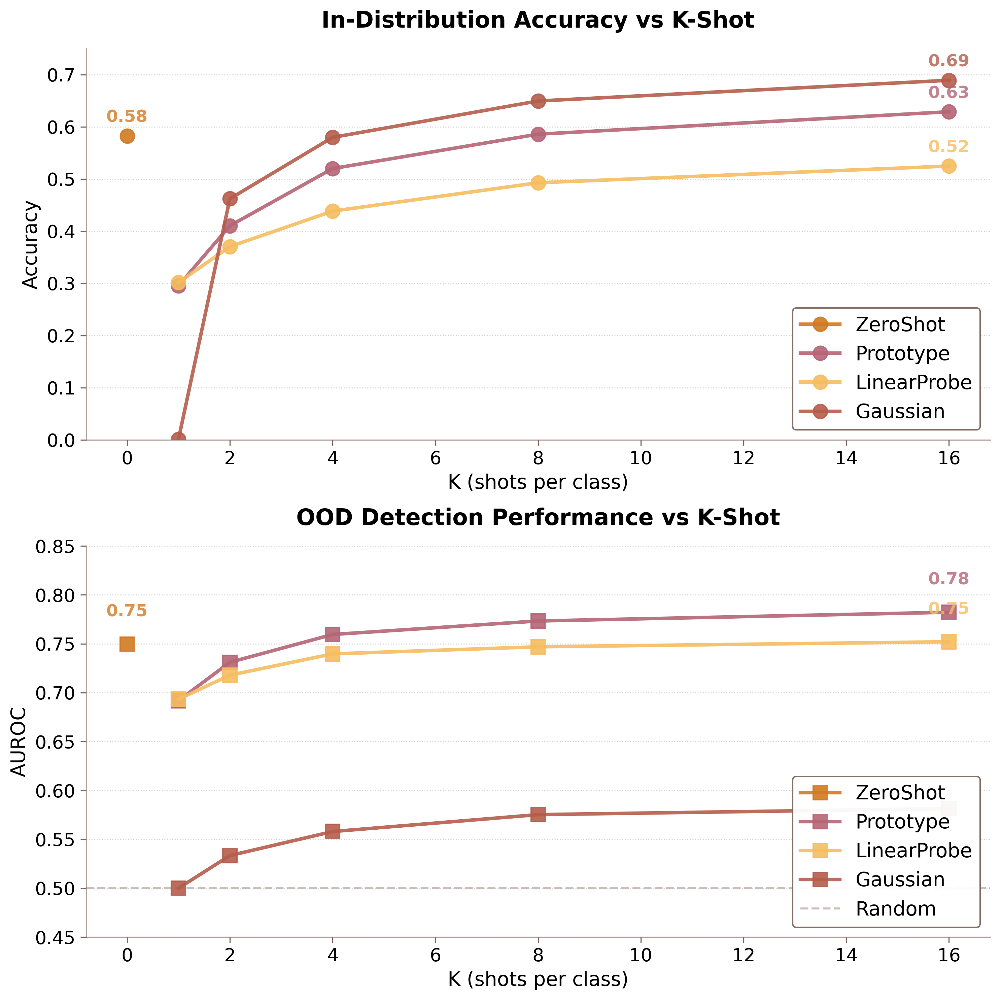 In-Distribution Accuracy vs K-Shot
0.69
0.7
0.63
0.58
0.6
0.52
0.5
Accuracy
0.4
0.3
0.2
0.1
0.0
ZeroShot
Prototype
LinearProbe
Gaussian
0 2 4 6 8 10 12 14 16
K (shots per class)
OOD Detection Performance vs K-Shot
0.85
0.78
0.80
0.75
0.75
0.75
0.70
0.65
AUROC
0.60
0.55
0.50
0.45
ZeroShot
Prototype
LinearProbe
Gaussian
Random
0 2 4 6 8 10 12 14 16
K (shots per class)